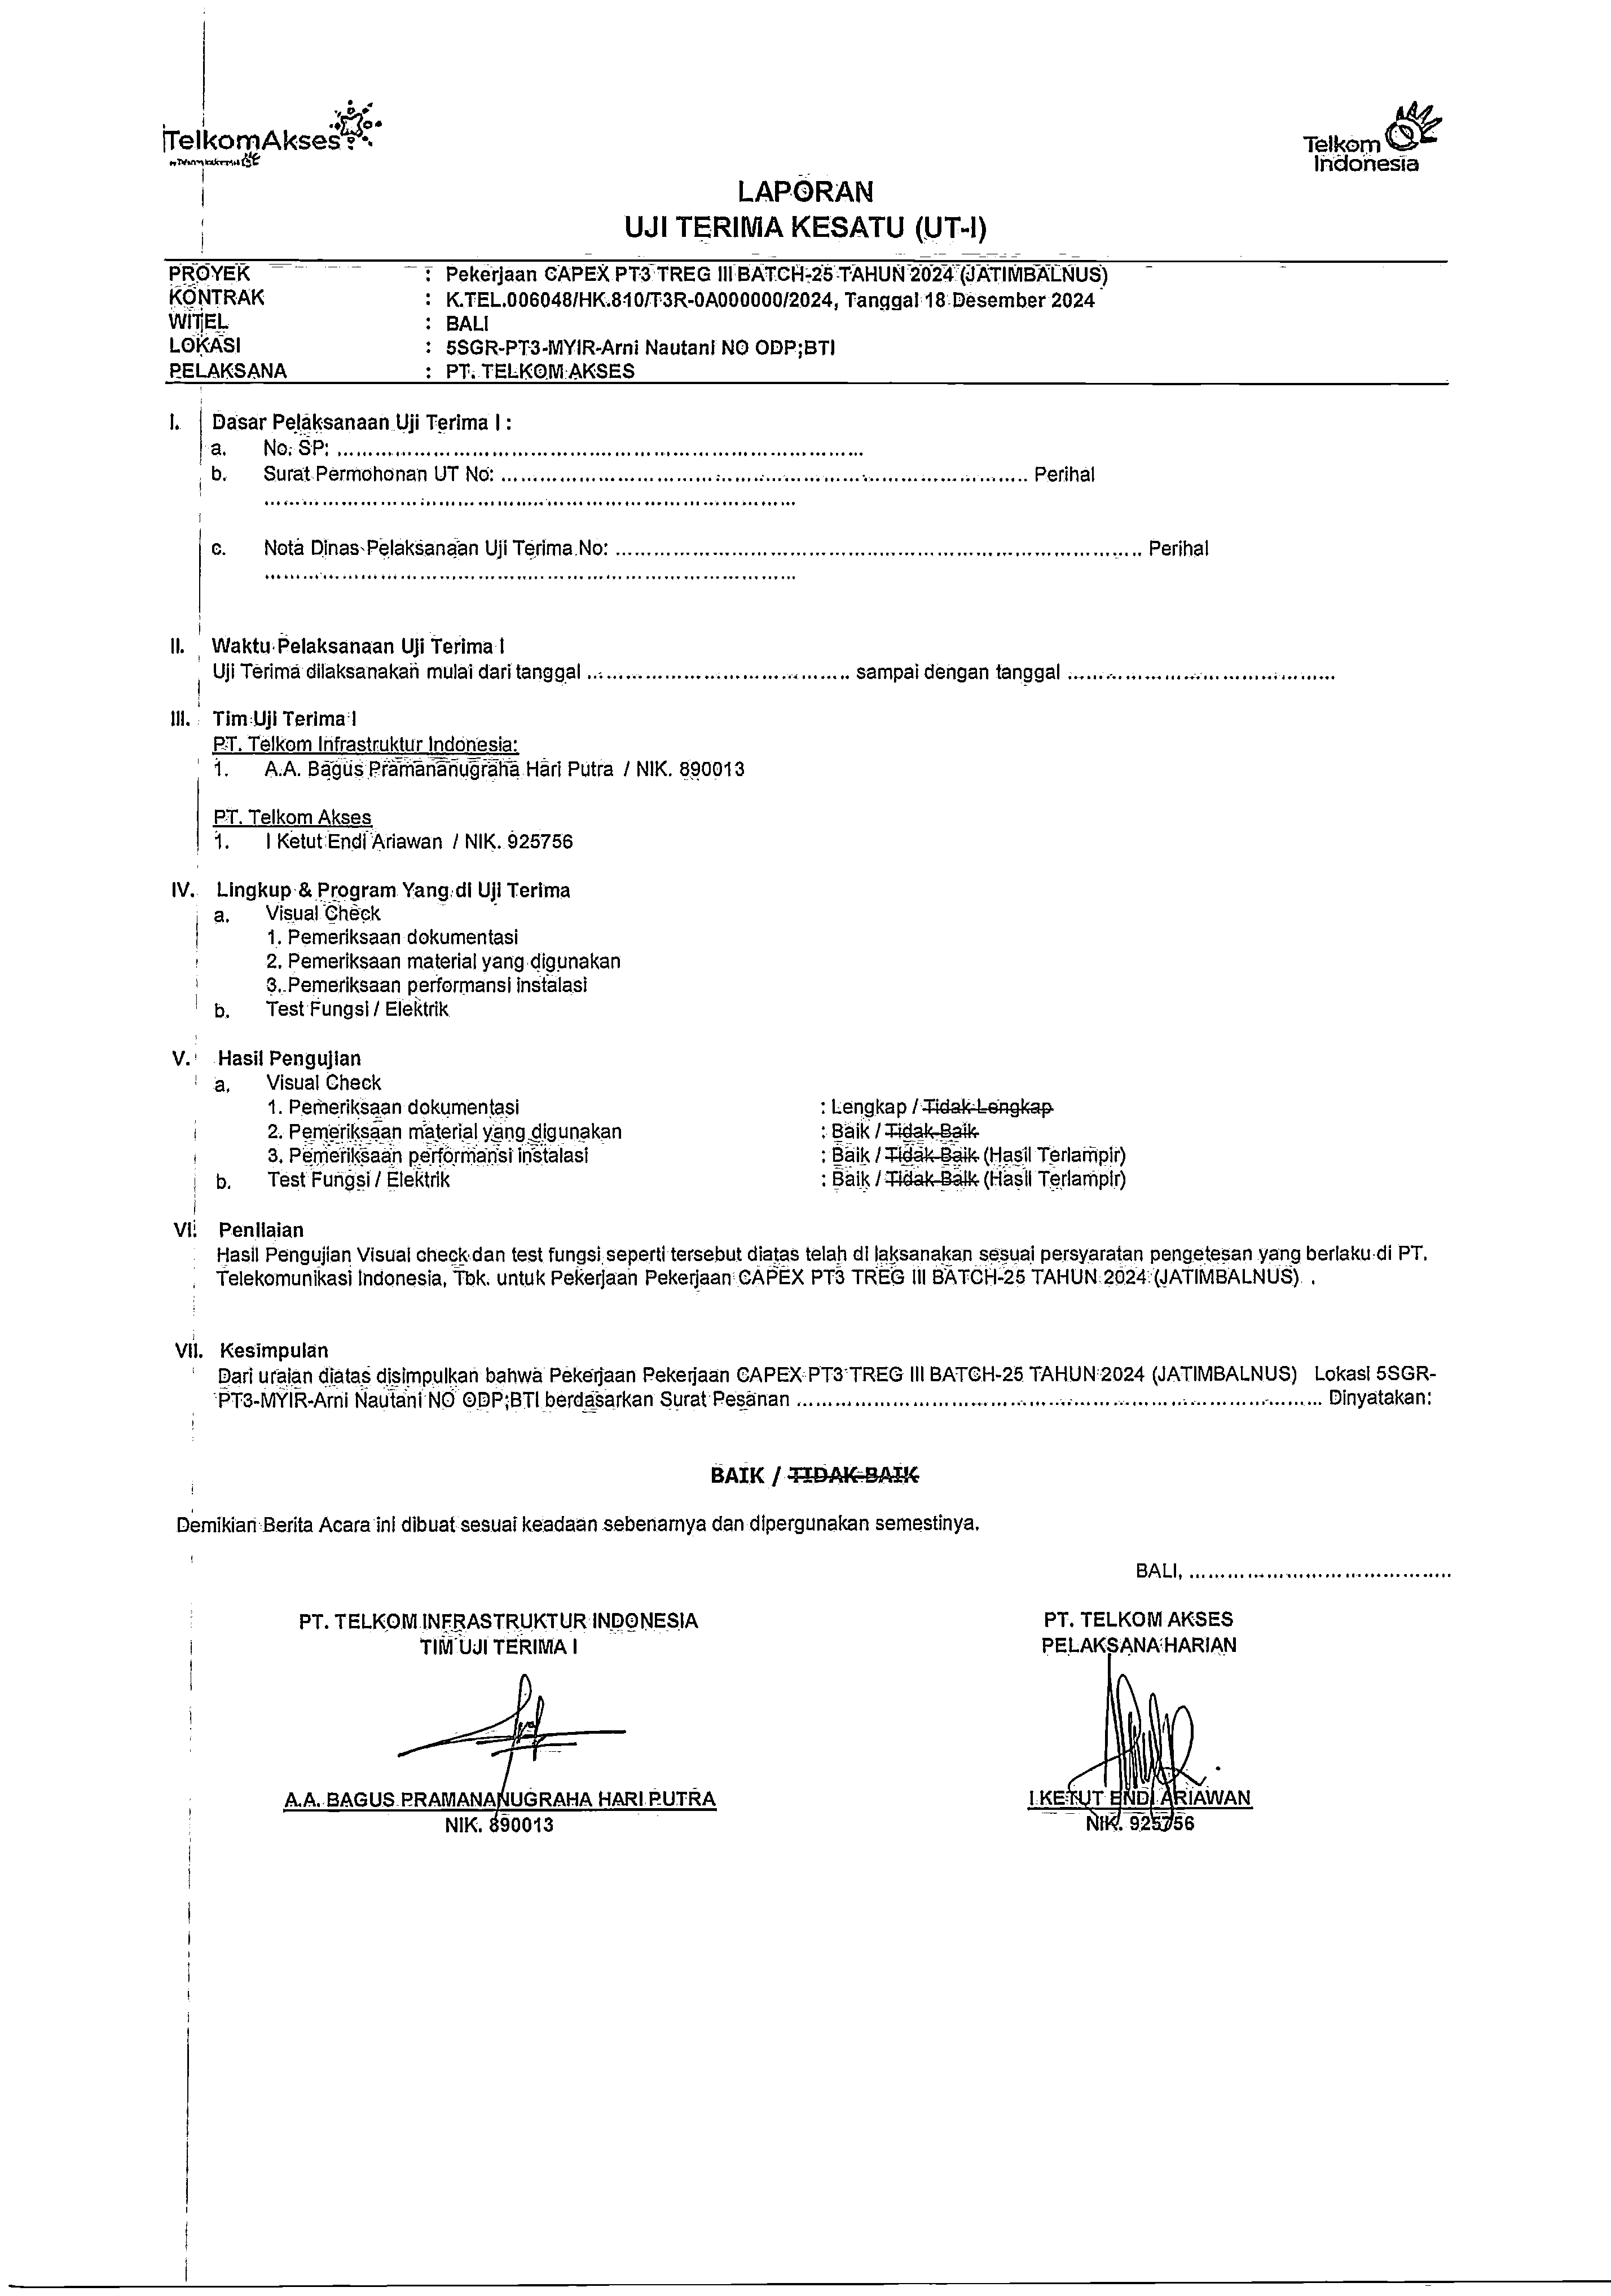 TelkomAkses
Telkom
Indonesia
LAPORAN
UJI TERIMA KESATU (UT-I)
PROYEK : Pekerjaan CAPEX PT3 TREG III BATCH-25 TAHUN 2024 (JATIMBALNUS)
KONTRAK : K.TEL.006048/HK.810/T3R-0A000000/2024, Tanggal 18 Desember 2024
WITEL : BALI
LOKASI : 5SGR-PT3-MYIR-Arni Nautani NO ODP;BTI
PELAKSANA : PT. TELKOM AKSES
I. Dasar Pelaksanaan Uji Terima I :
a. No. SP: ................................................................................
b. Surat Permohonan UT No: ................................................................................ Perihal
................................................................................
c. Nota Dinas Pelaksanaan Uji Terima No: ................................................................................ Perihal
................................................................................
II. Waktu Pelaksanaan Uji Terima I
Uji Terima dilaksanakan mulai dari tanggal ........................................ sampai dengan tanggal ........................................
III. Tim Uji Terima I
PT. Telkom Infrastruktur Indonesia:
1. A.A. Bagus Pramananugraha Hari Putra / NIK. 890013
PT. Telkom Akses
1. I Ketut Endi Ariawan / NIK. 925756
IV. Lingkup & Program Yang di Uji Terima
a. Visual Check
1. Pemeriksaan dokumentasi
2. Pemeriksaan material yang digunakan
3. Pemeriksaan performansi instalasi
b. Test Fungsi / Elektrik
V. Hasil Pengujian
a. Visual Check
1. Pemeriksaan dokumentasi : Lengkap / Tidak Lengkap
2. Pemeriksaan material yang digunakan : Baik / Tidak Baik
3. Pemeriksaan performansi instalasi : Baik / Tidak Baik (Hasil Terlampir)
b. Test Fungsi / Elektrik : Baik / Tidak Baik (Hasil Terlampir)
VI. Penilaian
Hasil Pengujian Visual check dan test fungsi seperti tersebut diatas telah di laksanakan sesuai persyaratan pengetesan yang berlaku di PT.
Telekomunikasi Indonesia, Tbk. untuk Pekerjaan Pekerjaan CAPEX PT3 TREG III BATCH-25 TAHUN 2024 (JATIMBALNUS) .
VII. Kesimpulan
Dari uraian diatas disimpulkan bahwa Pekerjaan Pekerjaan CAPEX PT3 TREG III BATCH-25 TAHUN 2024 (JATIMBALNUS) Lokasi 5SGR-
PT3-MYIR-Arni Nautani NO ODP;BTI berdasarkan Surat Pesanan ................................................................................ Dinyatakan:
BAIK / TIDAK BAIK
Demikian Berita Acara ini dibuat sesuai keadaan sebenarnya dan dipergunakan semestinya.
BALI, ........................................
PT. TELKOM INFRASTRUKTUR INDONESIA
TIM UJI TERIMA I
PT. TELKOM AKSES
PELAKSANA HARIAN
A.A. BAGUS PRAMANANUGRAHA HARI PUTRA
NIK. 890013
I KETUT ENDI ARIAWAN
NIK. 925756